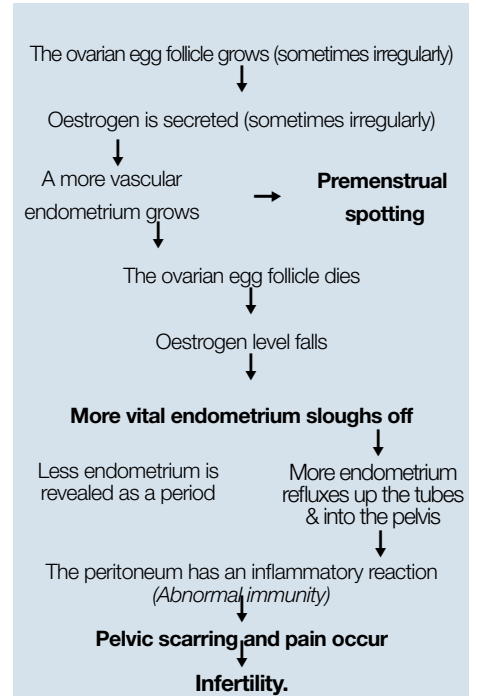 The ovarian egg follicle grows (sometimes irregularly)
Oestrogen is secreted (sometimes irregularly)
A more vascular
endometrium grows
Premenstrual
spotting
The ovarian egg follicle dies
Oestrogen level falls
More vital endometrium sloughs off
Less endometrium is
revealed as a period
More endometrium
refluxes up the tubes
& into the pelvis
The peritoneum has an inflammatory reaction
(Abnormal immunity)
Pelvic scarring and pain occur
Infertility.